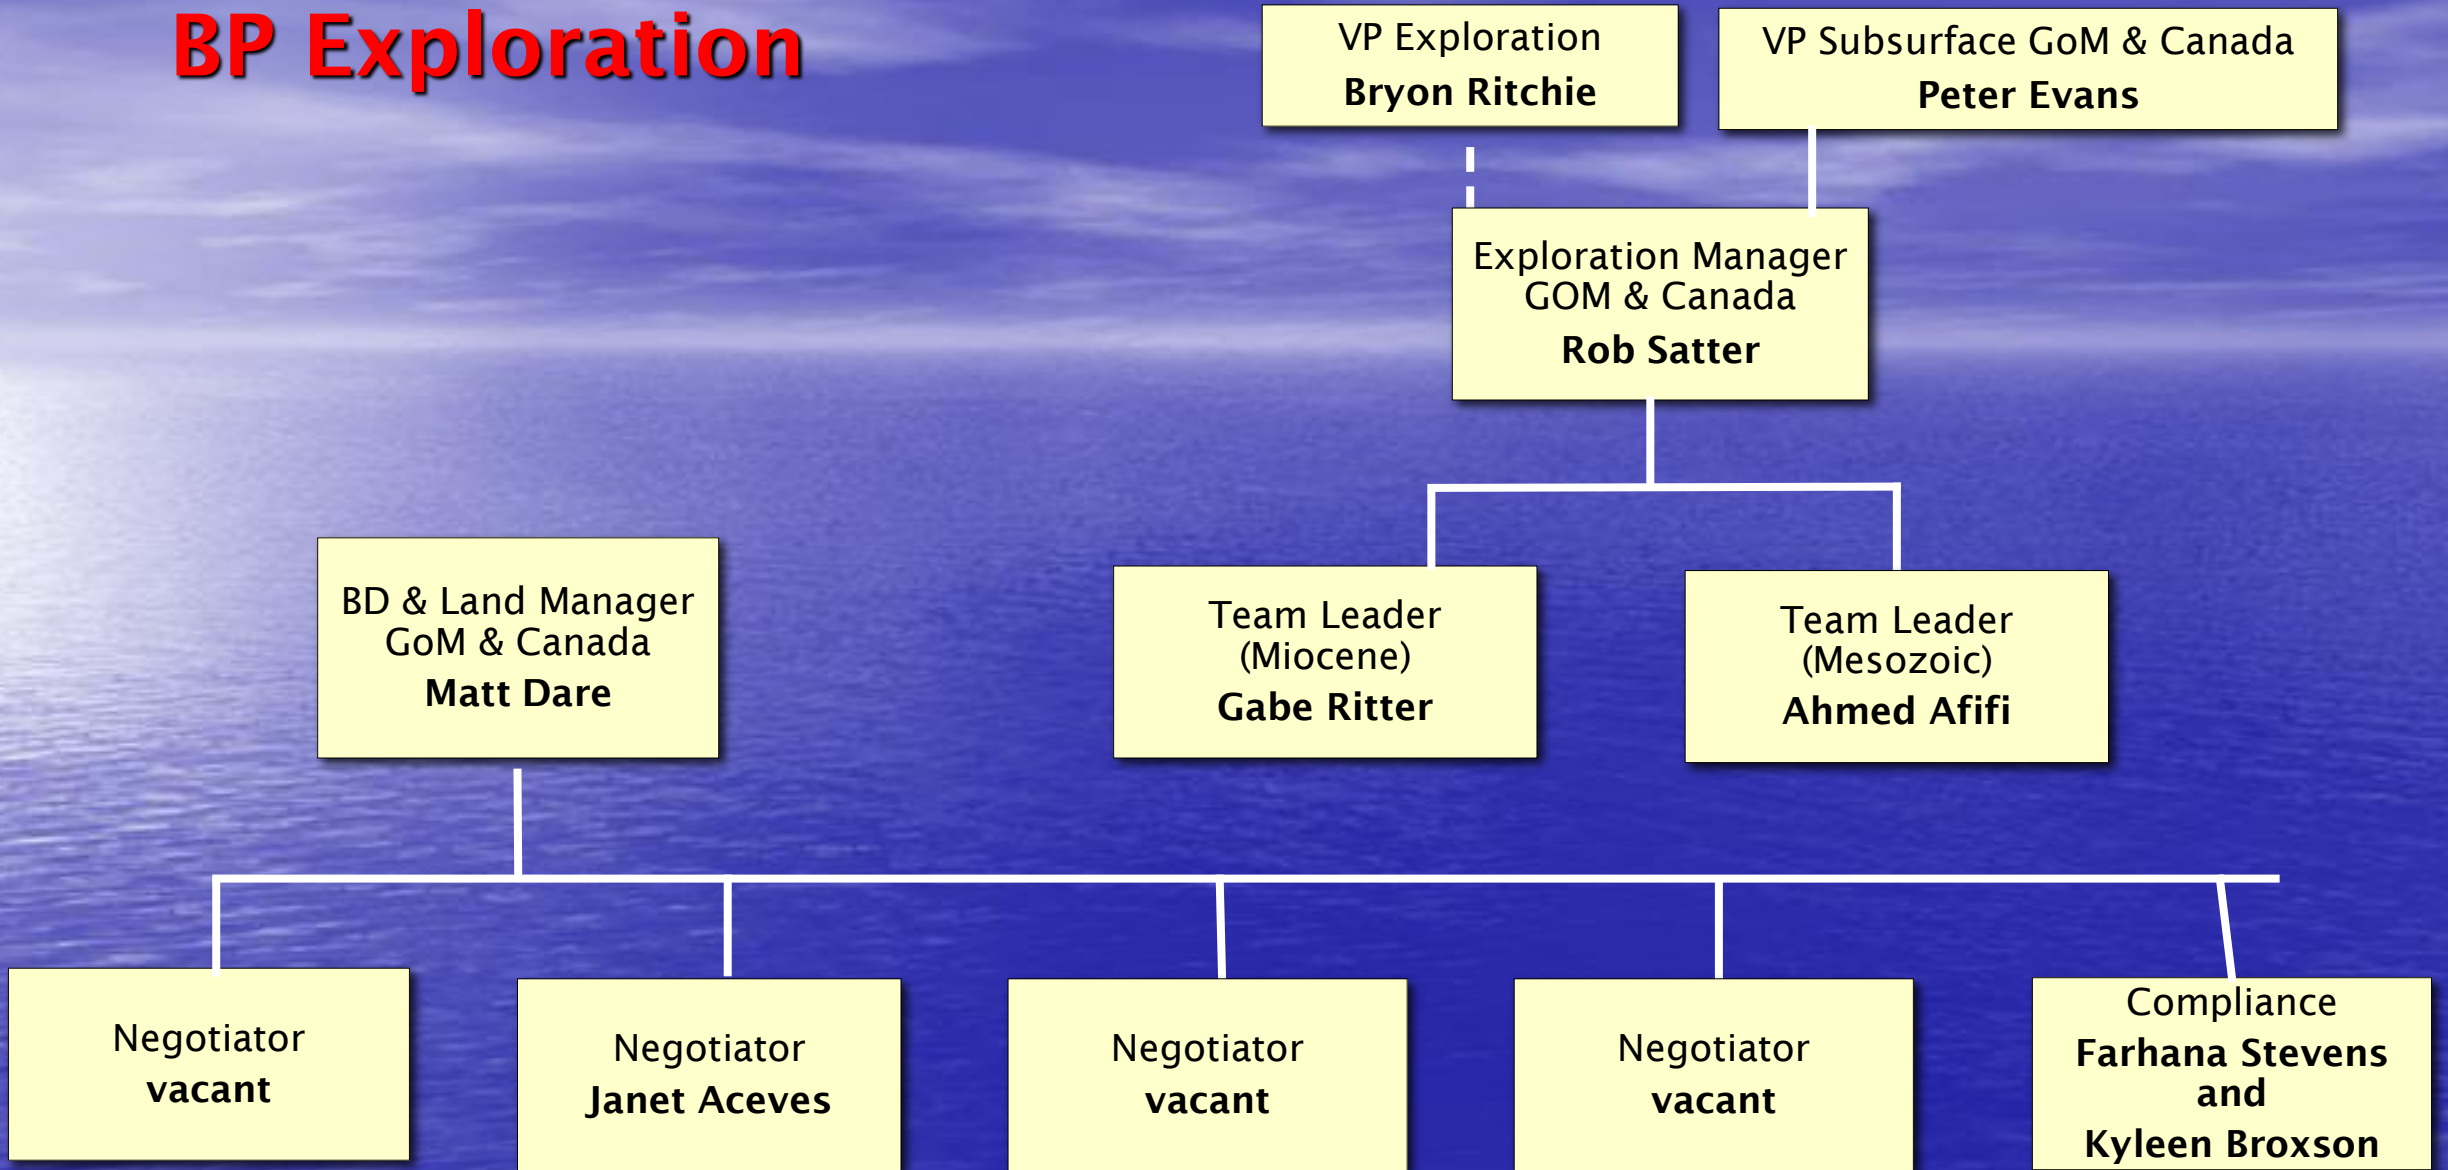 BP Exploration
VP Exploration
Bryon Ritchie
VP Subsurface GoM & Canada
Peter Evans
Exploration Manager
GOM & Canada
Rob Satter
BD & Land Manager
GoM & Canada
Matt Dare
Team Leader
(Miocene)
Gabe Ritter
Team Leader
(Mesozoic)
Ahmed Afifi
Negotiator
vacant
Negotiator
Janet Aceves
Negotiator
vacant
Negotiator
vacant
Compliance
Farhana Stevens
and
Kyleen Broxson